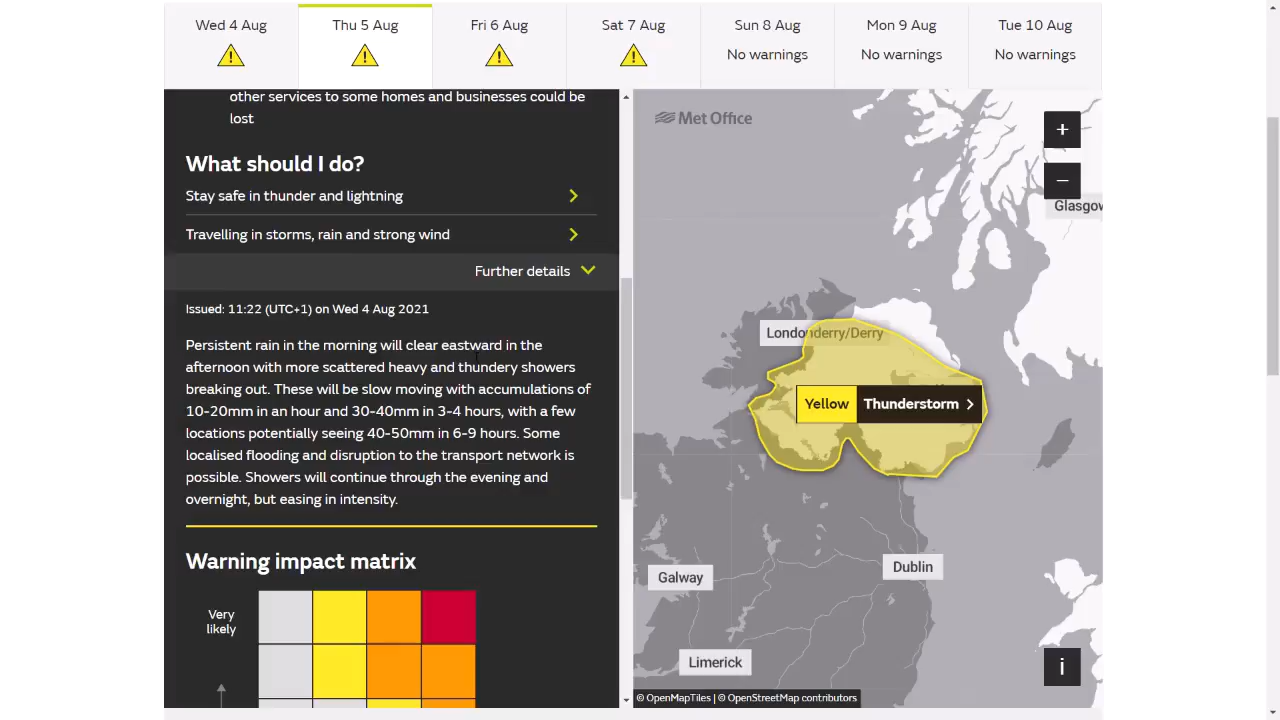 Wed 4 Aug
Thu 5 Aug
Fri 6 Aug
Sat 7 Aug
Sun 8 Aug
No warnings
Mon 9 Aug
No warnings
Tue 10 Aug
No warnings
other services to some homes and businesses could be
lost
What should I do?
Stay safe in thunder and lightning
Travelling in storms, rain and strong wind
Further details
Issued: 11:22 (UTC+1) on Wed 4 Aug 2021
Persistent rain in the morning will clear eastward in the
afternoon with more scattered heavy and thundery showers
breaking out. These will be slow moving with accumulations of
10-20mm in an hour and 30-40mm in 3-4 hours, with a few
locations potentially seeing 40-50mm in 6-9 hours. Some
localised flooding and disruption to the transport network is
possible. Showers will continue through the evening and
overnight, but easing in intensity.
Warning impact matrix
Very
likely
Met Office
+
−
Glasgow
Londonderry/Derry
Yellow Thunderstorm
Galway
Dublin
Limerick
i
© OpenMapTiles | © OpenStreetMap contributors